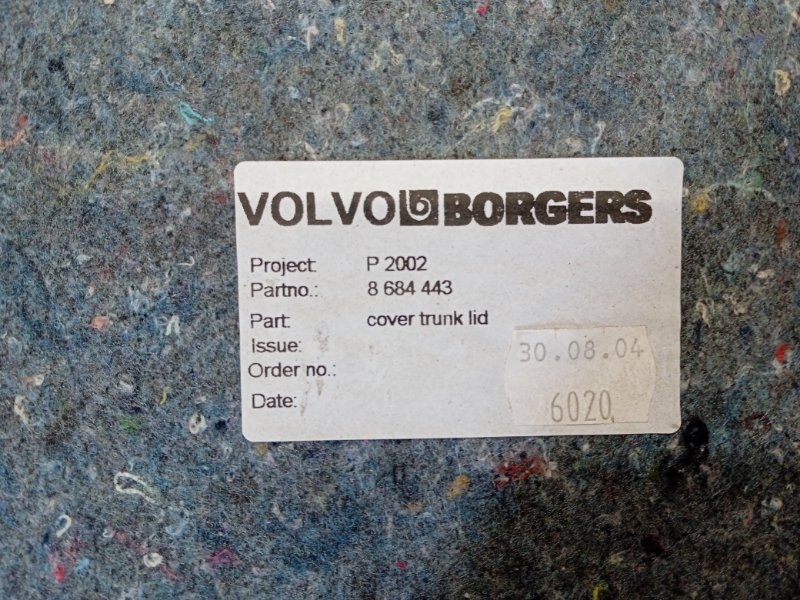 VOLVO BORGERS
Project: P 2002
Partno.: 8 684 443
Part: cover trunk lid
Issue:
Order no.:
Date:
30.08.04
6020